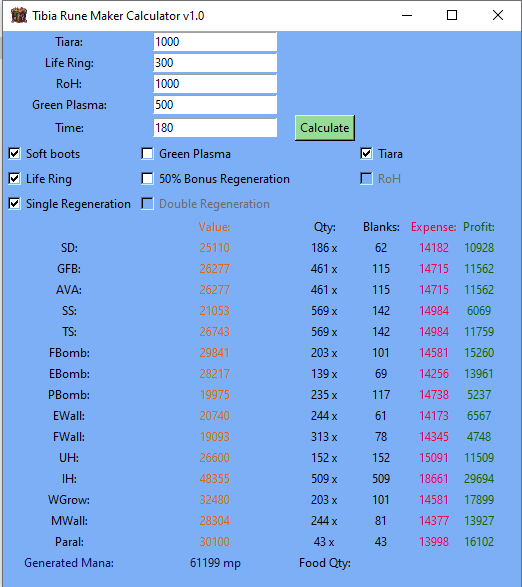 Tibia Rune Maker Calculator v1.0
Tiara: 1000
Life Ring: 300
RoH: 1000
Green Plasma: 500
Time: 180 Calculate
Soft boots Green Plasma Tiara
Life Ring 50% Bonus Regeneration RoH
Single Regeneration Double Regeneration
Value: Qty: Blanks: Expense: Profit:
SD: 25110 186 x 62 14182 10928
GFB: 26277 461 x 115 14715 11562
AVA: 26277 461 x 115 14715 11562
SS: 21053 569 x 142 14984 6069
TS: 26743 569 x 142 14984 11759
FBomb: 29841 203 x 101 14581 15260
EBomb: 28217 139 x 69 14256 13961
PBomb: 19975 235 x 117 14738 5237
EWall: 20740 244 x 61 14173 6567
FWall: 19093 313 x 78 14345 4748
UH: 26600 152 x 152 15091 11509
IH: 48355 509 x 509 18661 29694
WGrow: 32480 203 x 101 14581 17899
MWall: 28304 244 x 81 14377 13927
Paral: 30100 43 x 43 13998 16102
Generated Mana: 61199 mp Food Qty: